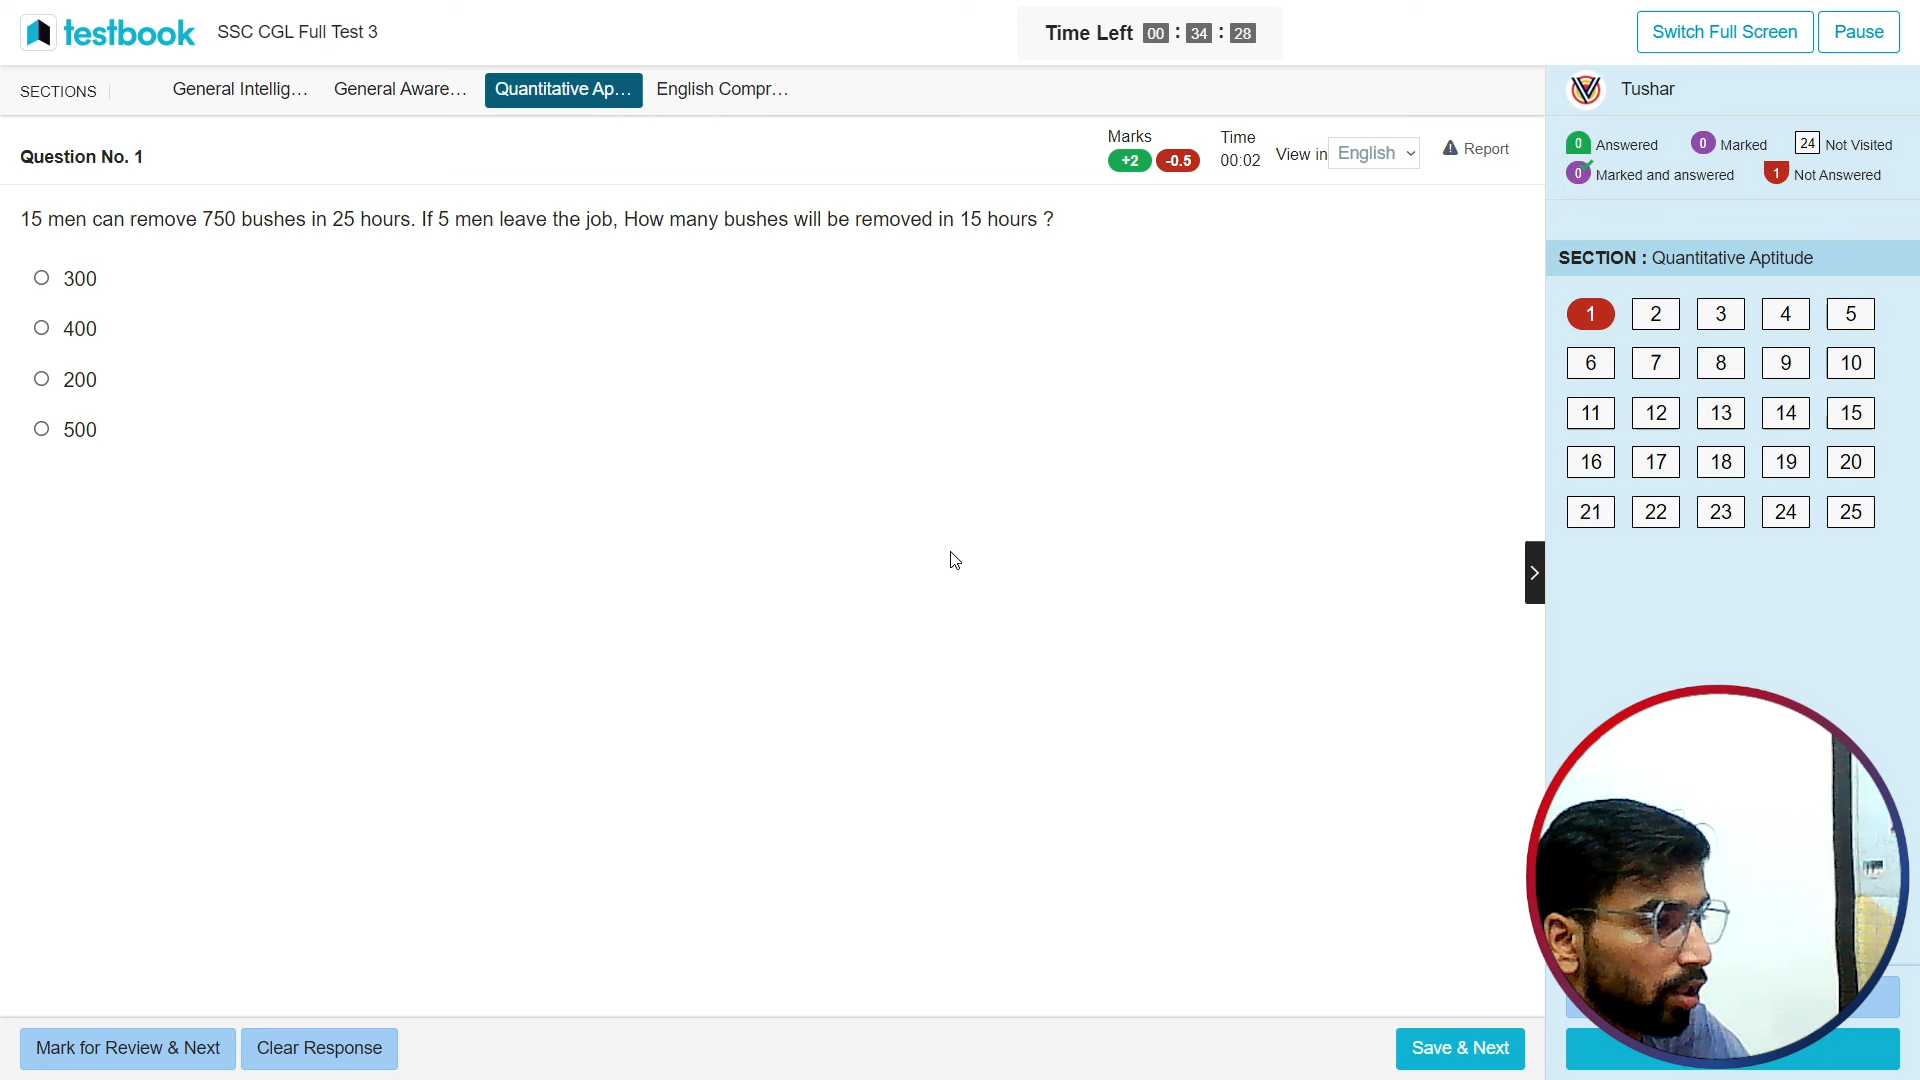 testbook SSC CGL Full Test 3 Time Left 00 : 34 : 28 Switch Full Screen Pause
SECTIONS General Intellig... General Aware... Quantitative Ap... English Compr...
Tushar
Question No. 1
Marks
+2 -0.5
Time
00:02
View in English
Report
0 Answered 0 Marked 24 Not Visited
0 Marked and answered 1 Not Answered
15 men can remove 750 bushes in 25 hours. If 5 men leave the job, How many bushes will be removed in 15 hours ?
300
400
200
500
SECTION : Quantitative Aptitude
1 2 3 4 5
6 7 8 9 10
11 12 13 14 15
16 17 18 19 20
21 22 23 24 25
Mark for Review & Next Clear Response Save & Next